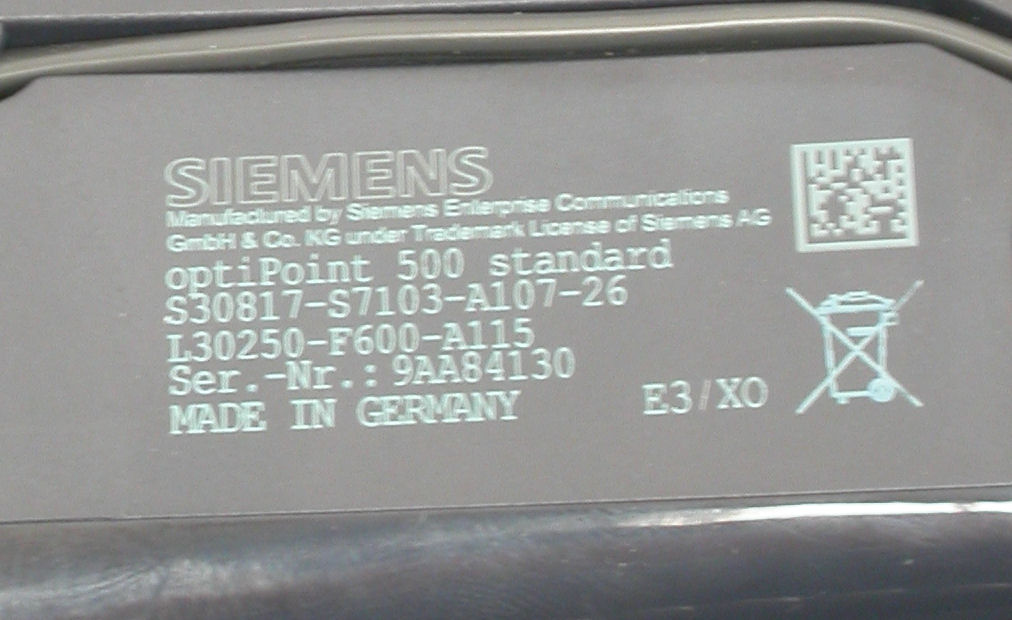 SIEMENS
Manufactured by Siemens Enterprise Communications
GmbH & Co. KG under Trademark License of Siemens AG
optiPoint 500 standard
S30817-S7103-A107-26
L30250-F600-A115
Ser.-Nr.: 9AA84130
MADE IN GERMANY
E3/X0